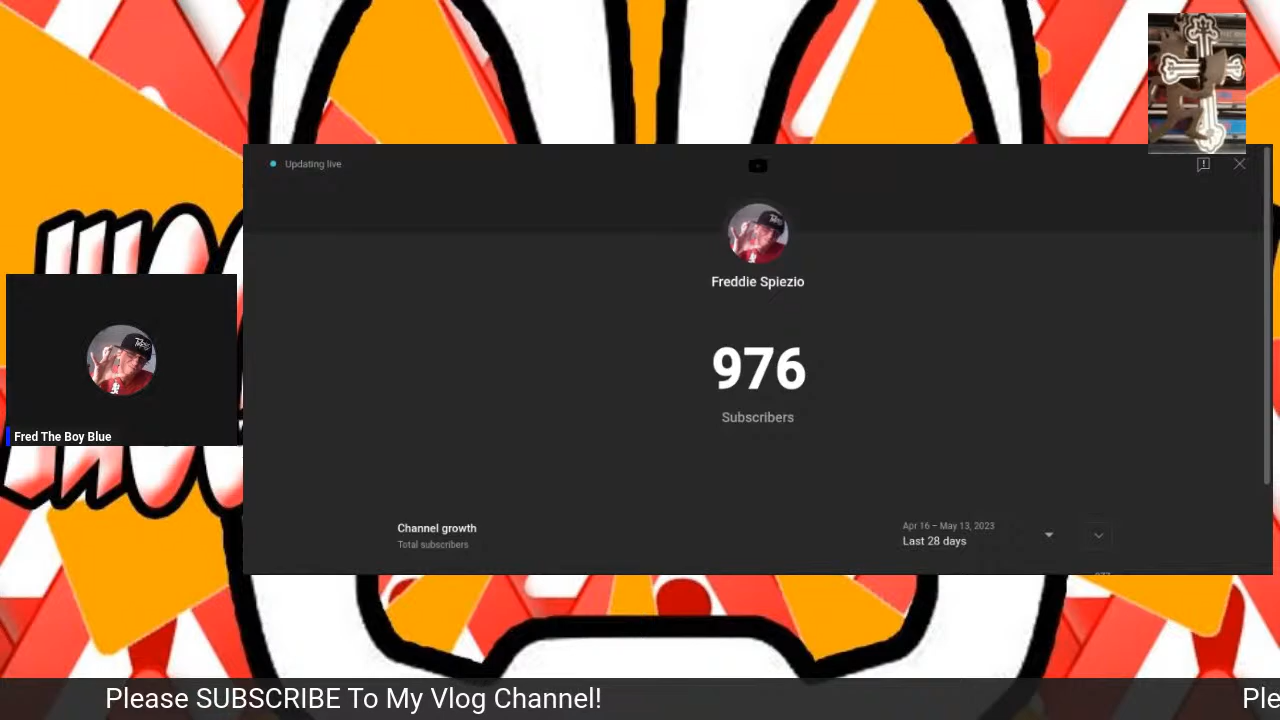 Updating live
Freddie Spiezio
976
Subscribers
Fred The Boy Blue
Channel growth
Total subscribers
Apr 16 – May 13, 2023
Last 28 days
Please SUBSCRIBE To My Vlog Channel!
Ple